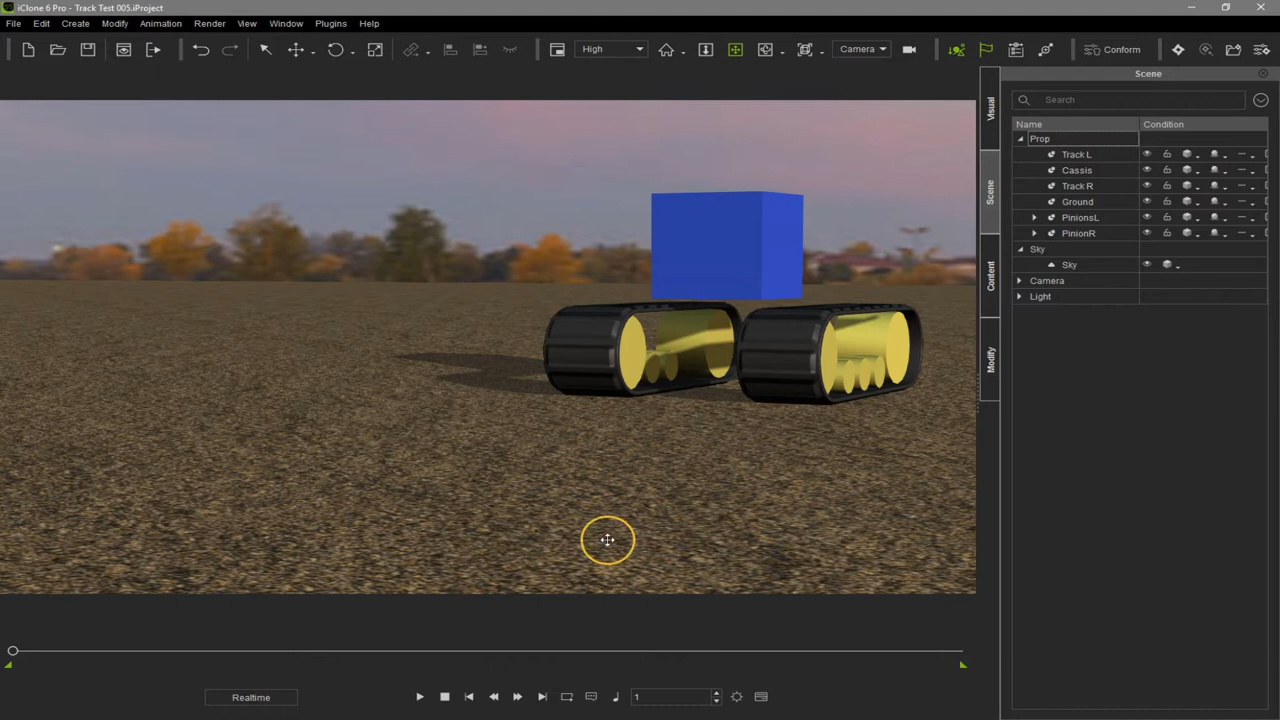 iClone 6 Pro - Track Test 005.iProject
File Edit Create Modify Animation Render View Window Plugins Help
High
Camera
Conform
Scene
Search
Name Condition
Prop
Track L
Cassis
Track R
Ground
PinionsL
PinionR
Sky
Sky
Camera
Light
Visual
Scene
Content
Modify
Realtime
1